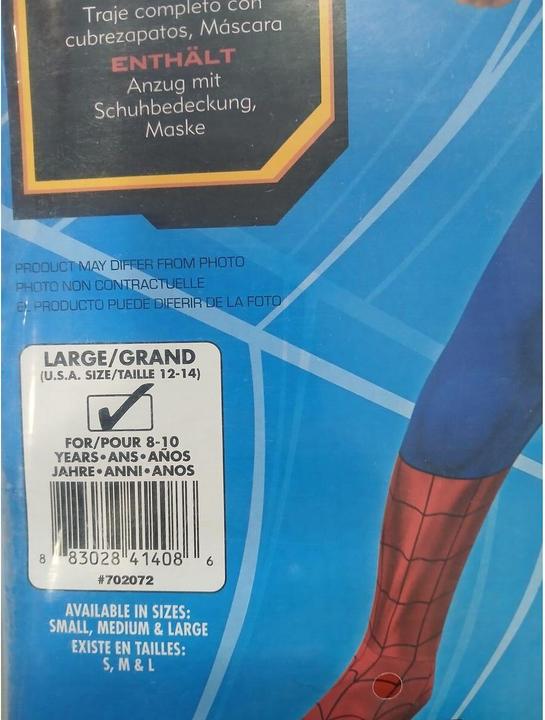 Traje completo con
cubrezapatos, Máscara
ENTHÄLT
Anzug mit
Schuhbedeckung,
Maske
PRODUCT MAY DIFFER FROM PHOTO
PHOTO NON CONTRACTUELLE
EL PRODUCTO PUEDE DIFERIR DE LA FOTO
LARGE/GRAND
(U.S.A. SIZE/TAILLE 12-14)
FOR/POUR 8-10
YEARS•ANS•AÑOS
JAHRE•ANNI•ANOS
8 83028 41408 6
#702072
AVAILABLE IN SIZES:
SMALL, MEDIUM & LARGE
EXISTE EN TAILLES:
S, M & L